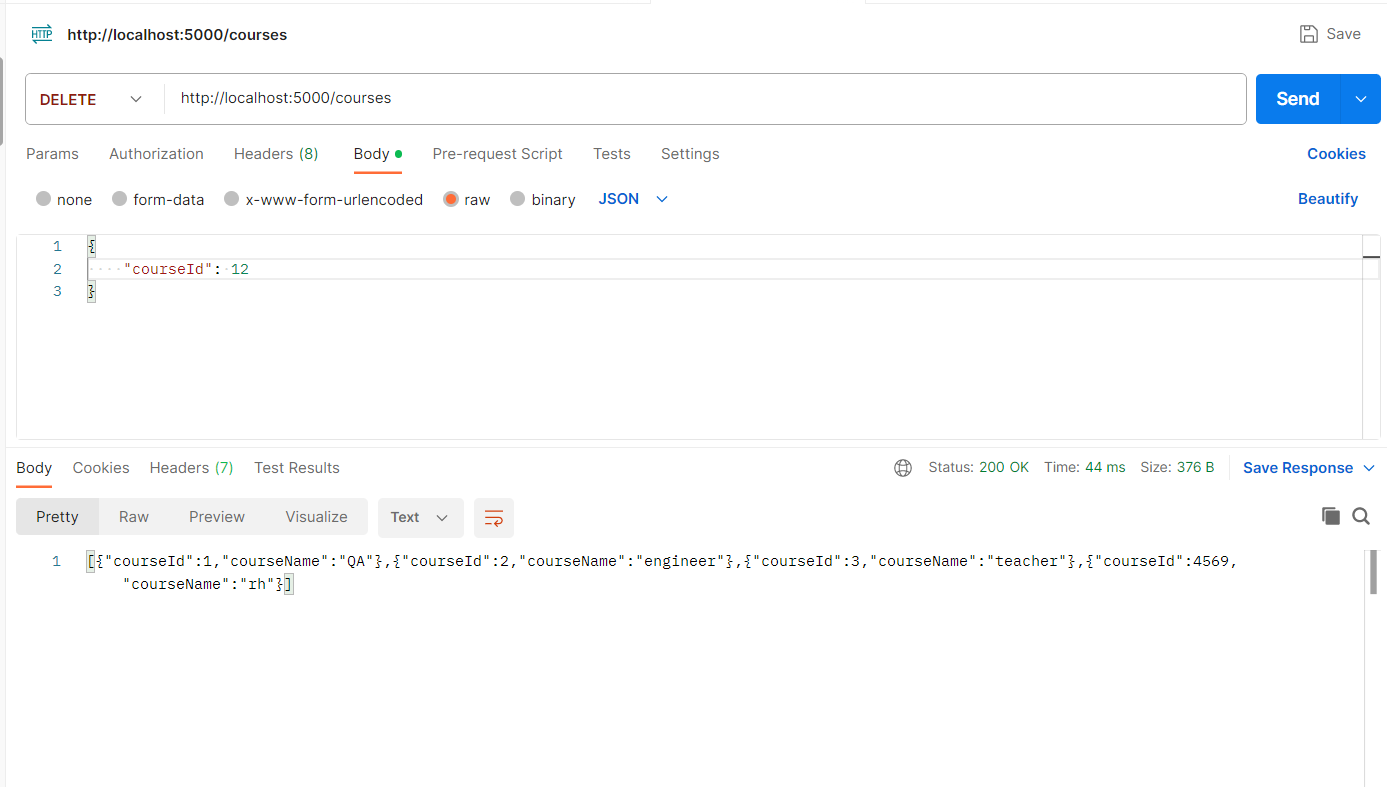 HTTP http://localhost:5000/courses Save
DELETE http://localhost:5000/courses Send
Params Authorization Headers (8) Body Pre-request Script Tests Settings Cookies
none form-data x-www-form-urlencoded raw binary JSON Beautify
1 {
2 "courseId": 12
3 }
Body Cookies Headers (7) Test Results Status: 200 OK Time: 44 ms Size: 376 B Save Response
Pretty Raw Preview Visualize Text
1 [{"courseId":1,"courseName":"QA"},{"courseId":2,"courseName":"engineer"},{"courseId":3,"courseName":"teacher"},{"courseId":4569,
"courseName":"rh"}]